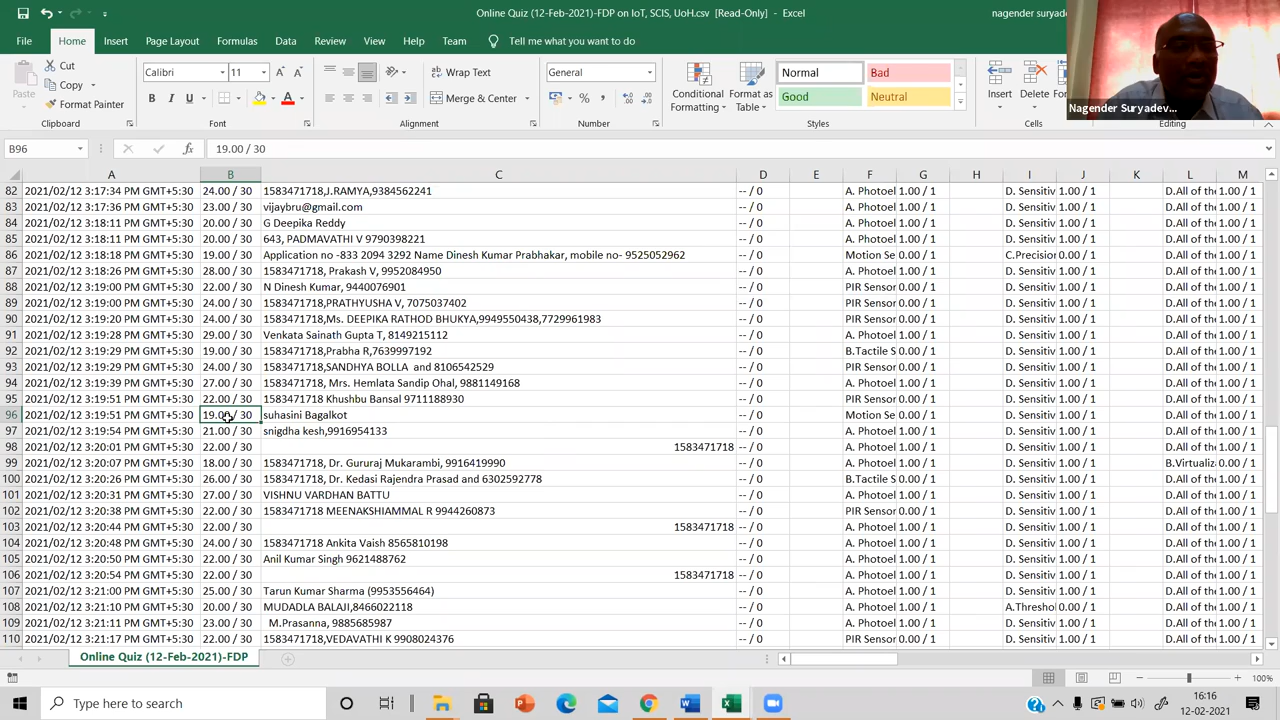 Online Quiz (12-Feb-2021)-FDP on IoT, SCIS, UoH.csv [Read-Only] - Excel
nagender suryade
File Home Insert Page Layout Formulas Data Review View Help Team Tell me what you want to do
Cut
Copy
Format Painter
Paste
Calibri 11
B I U
Wrap Text
Merge & Center
General
Conditional Formatting
Format as Table
Normal Bad
Good Neutral
Insert Delete
Nagender Suryadev...
Clipboard Font Alignment Number Styles Cells Editing
B96 fx 19.00 / 30
A B C D E F G H I J K L M
82 2021/02/12 3:17:34 PM GMT+5:30 24.00 / 30 1583471718,J.RAMYA,9384562241 -- / 0 A. Photoel 1.00 / 1 D. Sensitiv 1.00 / 1 D.All of the 1.00 / 1
83 2021/02/12 3:17:36 PM GMT+5:30 23.00 / 30 vijaybru@gmail.com -- / 0 A. Photoel 1.00 / 1 D. Sensitiv 1.00 / 1 D.All of the 1.00 / 1
84 2021/02/12 3:18:11 PM GMT+5:30 20.00 / 30 G Deepika Reddy -- / 0 A. Photoel 1.00 / 1 D. Sensitiv 1.00 / 1 D.All of the 1.00 / 1
85 2021/02/12 3:18:11 PM GMT+5:30 20.00 / 30 643, PADMAVATHI V 9790398221 -- / 0 A. Photoel 1.00 / 1 D. Sensitiv 1.00 / 1 D.All of the 1.00 / 1
86 2021/02/12 3:18:18 PM GMT+5:30 19.00 / 30 Application no -833 2094 3292 Name Dinesh Kumar Prabhakar, mobile no- 9525052962 -- / 0 Motion Se 0.00 / 1 C.Precision 0.00 / 1 D.All of the 1.00 / 1
87 2021/02/12 3:18:26 PM GMT+5:30 28.00 / 30 1583471718, Prakash V, 9952084950 -- / 0 A. Photoel 1.00 / 1 D. Sensitiv 1.00 / 1 D.All of the 1.00 / 1
88 2021/02/12 3:19:00 PM GMT+5:30 22.00 / 30 N Dinesh Kumar, 9440076901 -- / 0 PIR Sensor 0.00 / 1 D. Sensitiv 1.00 / 1 D.All of the 1.00 / 1
89 2021/02/12 3:19:00 PM GMT+5:30 24.00 / 30 1583471718,PRATHYUSHA V, 7075037402 -- / 0 PIR Sensor 0.00 / 1 D. Sensitiv 1.00 / 1 D.All of the 1.00 / 1
90 2021/02/12 3:19:20 PM GMT+5:30 24.00 / 30 1583471718,Ms. DEEPIKA RATHOD BHUKYA,9949550438,7729961983 -- / 0 PIR Sensor 0.00 / 1 D. Sensitiv 1.00 / 1 D.All of the 1.00 / 1
91 2021/02/12 3:19:28 PM GMT+5:30 29.00 / 30 Venkata Sainath Gupta T, 8149215112 -- / 0 A. Photoel 1.00 / 1 D. Sensitiv 1.00 / 1 D.All of the 1.00 / 1
92 2021/02/12 3:19:29 PM GMT+5:30 19.00 / 30 1583471718,Prabha R,7639997192 -- / 0 B.Tactile S 0.00 / 1 D. Sensitiv 1.00 / 1 D.All of the 1.00 / 1
93 2021/02/12 3:19:29 PM GMT+5:30 24.00 / 30 1583471718,SANDHYA BOLLA and 8106542529 -- / 0 PIR Sensor 0.00 / 1 D. Sensitiv 1.00 / 1 D.All of the 1.00 / 1
94 2021/02/12 3:19:39 PM GMT+5:30 27.00 / 30 1583471718, Mrs. Hemlata Sandip Ohal, 9881149168 -- / 0 A. Photoel 1.00 / 1 D. Sensitiv 1.00 / 1 D.All of the 1.00 / 1
95 2021/02/12 3:19:51 PM GMT+5:30 22.00 / 30 1583471718 Khushbu Bansal 9711188930 -- / 0 PIR Sensor 0.00 / 1 D. Sensitiv 1.00 / 1 D.All of the 1.00 / 1
96 2021/02/12 3:19:51 PM GMT+5:30 19.00 / 30 suhasini Bagalkot -- / 0 Motion Se 0.00 / 1 D. Sensitiv 1.00 / 1 D.All of the 1.00 / 1
97 2021/02/12 3:19:54 PM GMT+5:30 21.00 / 30 snigdha kesh,9916954133 -- / 0 A. Photoel 1.00 / 1 D. Sensitiv 1.00 / 1 D.All of the 1.00 / 1
98 2021/02/12 3:20:01 PM GMT+5:30 22.00 / 30 1583471718 -- / 0 A. Photoel 1.00 / 1 D. Sensitiv 1.00 / 1 D.All of the 1.00 / 1
99 2021/02/12 3:20:07 PM GMT+5:30 18.00 / 30 1583471718, Dr. Gururaj Mukarambi, 9916419990 -- / 0 A. Photoel 1.00 / 1 D. Sensitiv 1.00 / 1 B.Virtualiz 0.00 / 1
100 2021/02/12 3:20:26 PM GMT+5:30 26.00 / 30 1583471718, Dr. Kedasi Rajendra Prasad and 6302592778 -- / 0 B.Tactile S 0.00 / 1 D. Sensitiv 1.00 / 1 D.All of the 1.00 / 1
101 2021/02/12 3:20:31 PM GMT+5:30 27.00 / 30 VISHNU VARDHAN BATTU -- / 0 A. Photoel 1.00 / 1 D. Sensitiv 1.00 / 1 D.All of the 1.00 / 1
102 2021/02/12 3:20:38 PM GMT+5:30 22.00 / 30 1583471718 MEENAKSHIAMMAL R 9944260873 -- / 0 PIR Sensor 0.00 / 1 D. Sensitiv 1.00 / 1 D.All of the 1.00 / 1
103 2021/02/12 3:20:44 PM GMT+5:30 22.00 / 30 1583471718 -- / 0 A. Photoel 1.00 / 1 D. Sensitiv 1.00 / 1 D.All of the 1.00 / 1
104 2021/02/12 3:20:48 PM GMT+5:30 24.00 / 30 1583471718 Ankita Vaish 8565810198 -- / 0 A. Photoel 1.00 / 1 D. Sensitiv 1.00 / 1 D.All of the 1.00 / 1
105 2021/02/12 3:20:50 PM GMT+5:30 22.00 / 30 Anil Kumar Singh 9621488762 -- / 0 A. Photoel 1.00 / 1 D. Sensitiv 1.00 / 1 D.All of the 1.00 / 1
106 2021/02/12 3:20:54 PM GMT+5:30 22.00 / 30 1583471718 -- / 0 A. Photoel 1.00 / 1 D. Sensitiv 1.00 / 1 D.All of the 1.00 / 1
107 2021/02/12 3:21:00 PM GMT+5:30 25.00 / 30 Tarun Kumar Sharma (9953556464) -- / 0 A. Photoel 1.00 / 1 D. Sensitiv 1.00 / 1 D.All of the 1.00 / 1
108 2021/02/12 3:21:10 PM GMT+5:30 20.00 / 30 MUDADLA BALAJI,8466022118 -- / 0 A. Photoel 1.00 / 1 A.Thresho 0.00 / 1 D.All of the 1.00 / 1
109 2021/02/12 3:21:11 PM GMT+5:30 23.00 / 30 M.Prasanna, 9885685987 -- / 0 A. Photoel 1.00 / 1 D. Sensitiv 1.00 / 1 D.All of the 1.00 / 1
110 2021/02/12 3:21:17 PM GMT+5:30 22.00 / 30 1583471718,VEDAVATHI K 9908024376 -- / 0 PIR Sensor 0.00 / 1 D. Sensitiv 1.00 / 1 D.All of the 1.00 / 1
Online Quiz (12-Feb-2021)-FDP
100%
Type here to search
16:16
12-02-2021